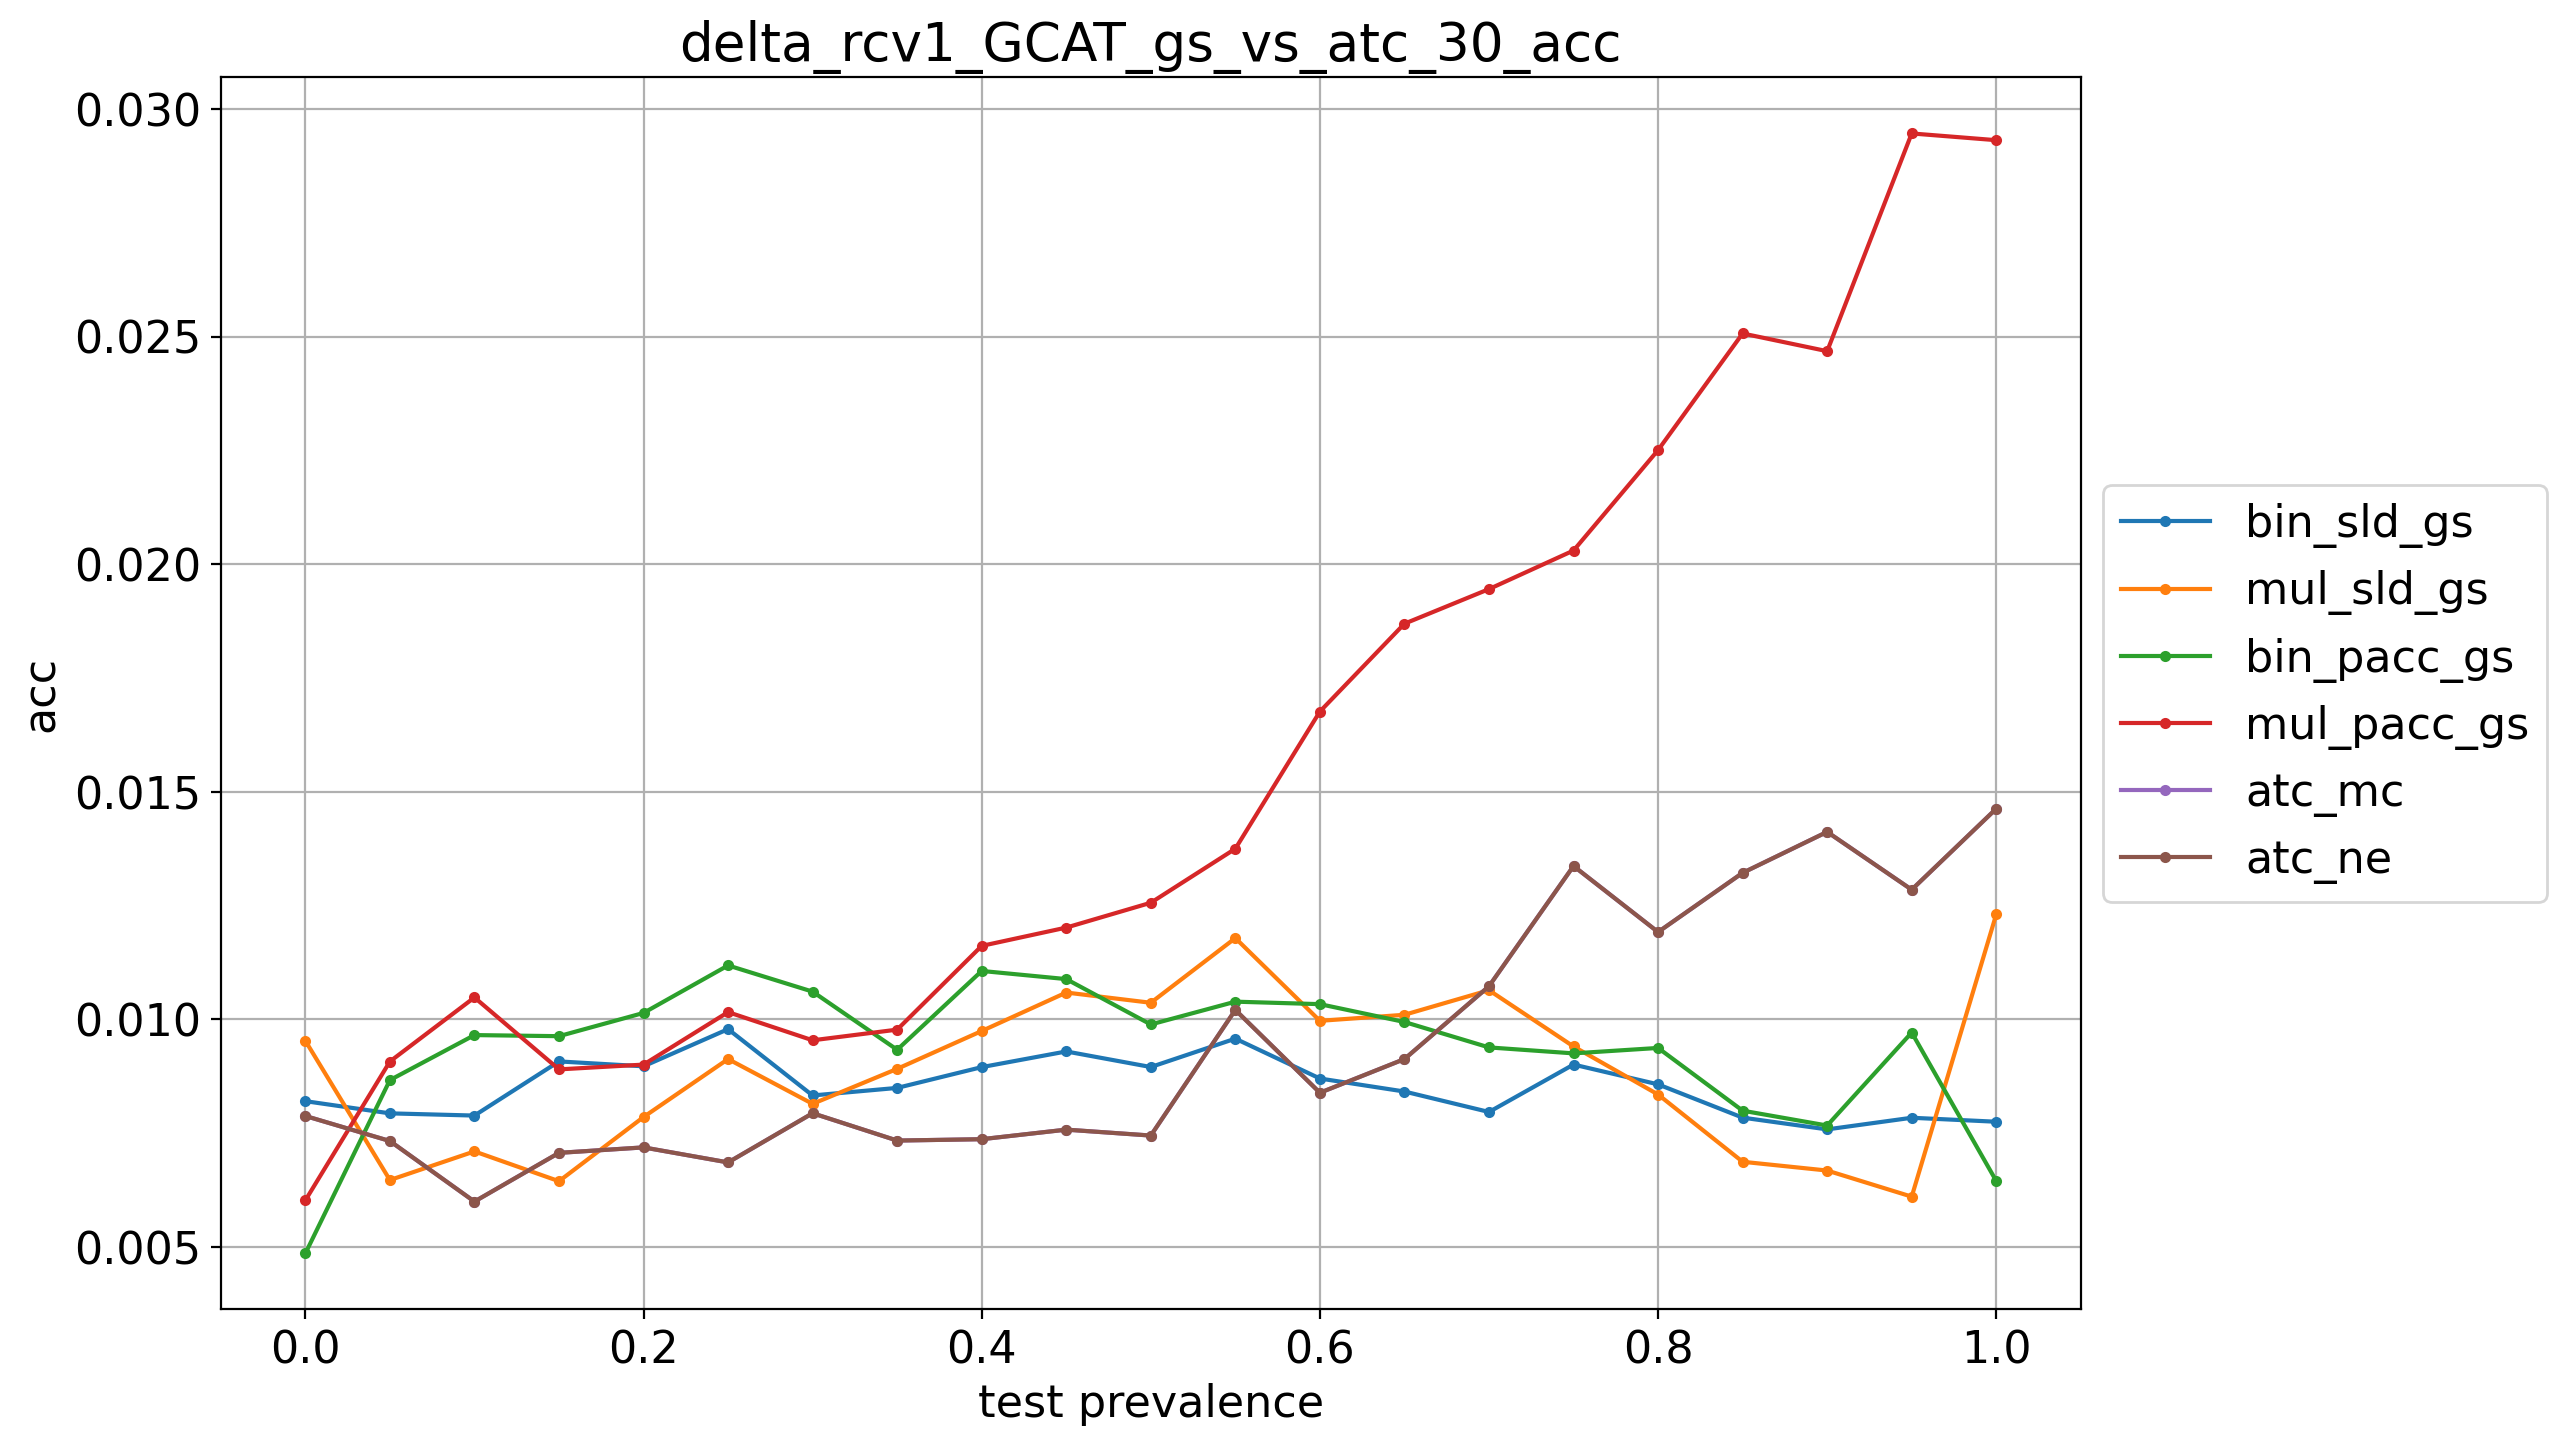 delta_rcv1_GCAT_gs_vs_atc_30_acc
0.030
0.025
0.020
0.015
0.010
0.005
acc
0.0 0.2 0.4 0.6 0.8 1.0
test prevalence
bin_sld_gs
mul_sld_gs
bin_pacc_gs
mul_pacc_gs
atc_mc
atc_ne